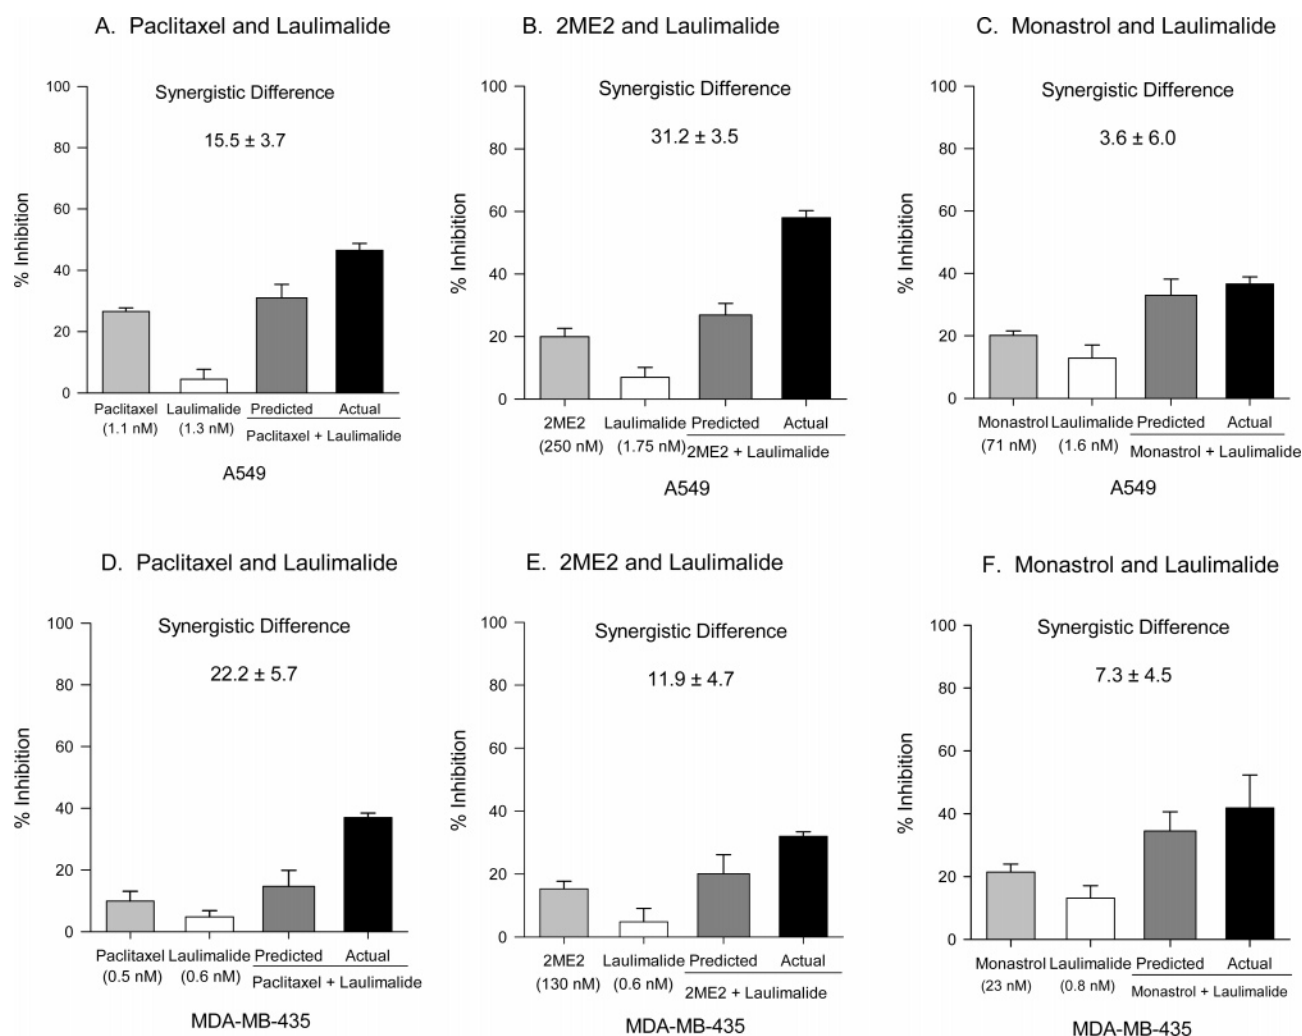 A. Paclitaxel and Laulimalide
Synergistic Difference
15.5 ± 3.7
% Inhibition
100
80
60
40
20
0
Paclitaxel Laulimalide Predicted Actual
(1.1 nM) (1.3 nM) Paclitaxel + Laulimalide
A549
B. 2ME2 and Laulimalide
Synergistic Difference
31.2 ± 3.5
% Inhibition
100
80
60
40
20
0
2ME2 Laulimalide Predicted Actual
(250 nM) (1.75 nM) 2ME2 + Laulimalide
A549
C. Monastrol and Laulimalide
Synergistic Difference
3.6 ± 6.0
% Inhibition
100
80
60
40
20
0
Monastrol Laulimalide Predicted Actual
(71 nM) (1.6 nM) Monastrol + Laulimalide
A549
D. Paclitaxel and Laulimalide
Synergistic Difference
22.2 ± 5.7
% Inhibition
100
80
60
40
20
0
Paclitaxel Laulimalide Predicted Actual
(0.5 nM) (0.6 nM) Paclitaxel + Laulimalide
MDA-MB-435
E. 2ME2 and Laulimalide
Synergistic Difference
11.9 ± 4.7
% Inhibition
100
80
60
40
20
0
2ME2 Laulimalide Predicted Actual
(130 nM) (0.6 nM) 2ME2 + Laulimalide
MDA-MB-435
F. Monastrol and Laulimalide
Synergistic Difference
7.3 ± 4.5
% Inhibition
100
80
60
40
20
0
Monastrol Laulimalide Predicted Actual
(23 nM) (0.8 nM) Monastrol + Laulimalide
MDA-MB-435